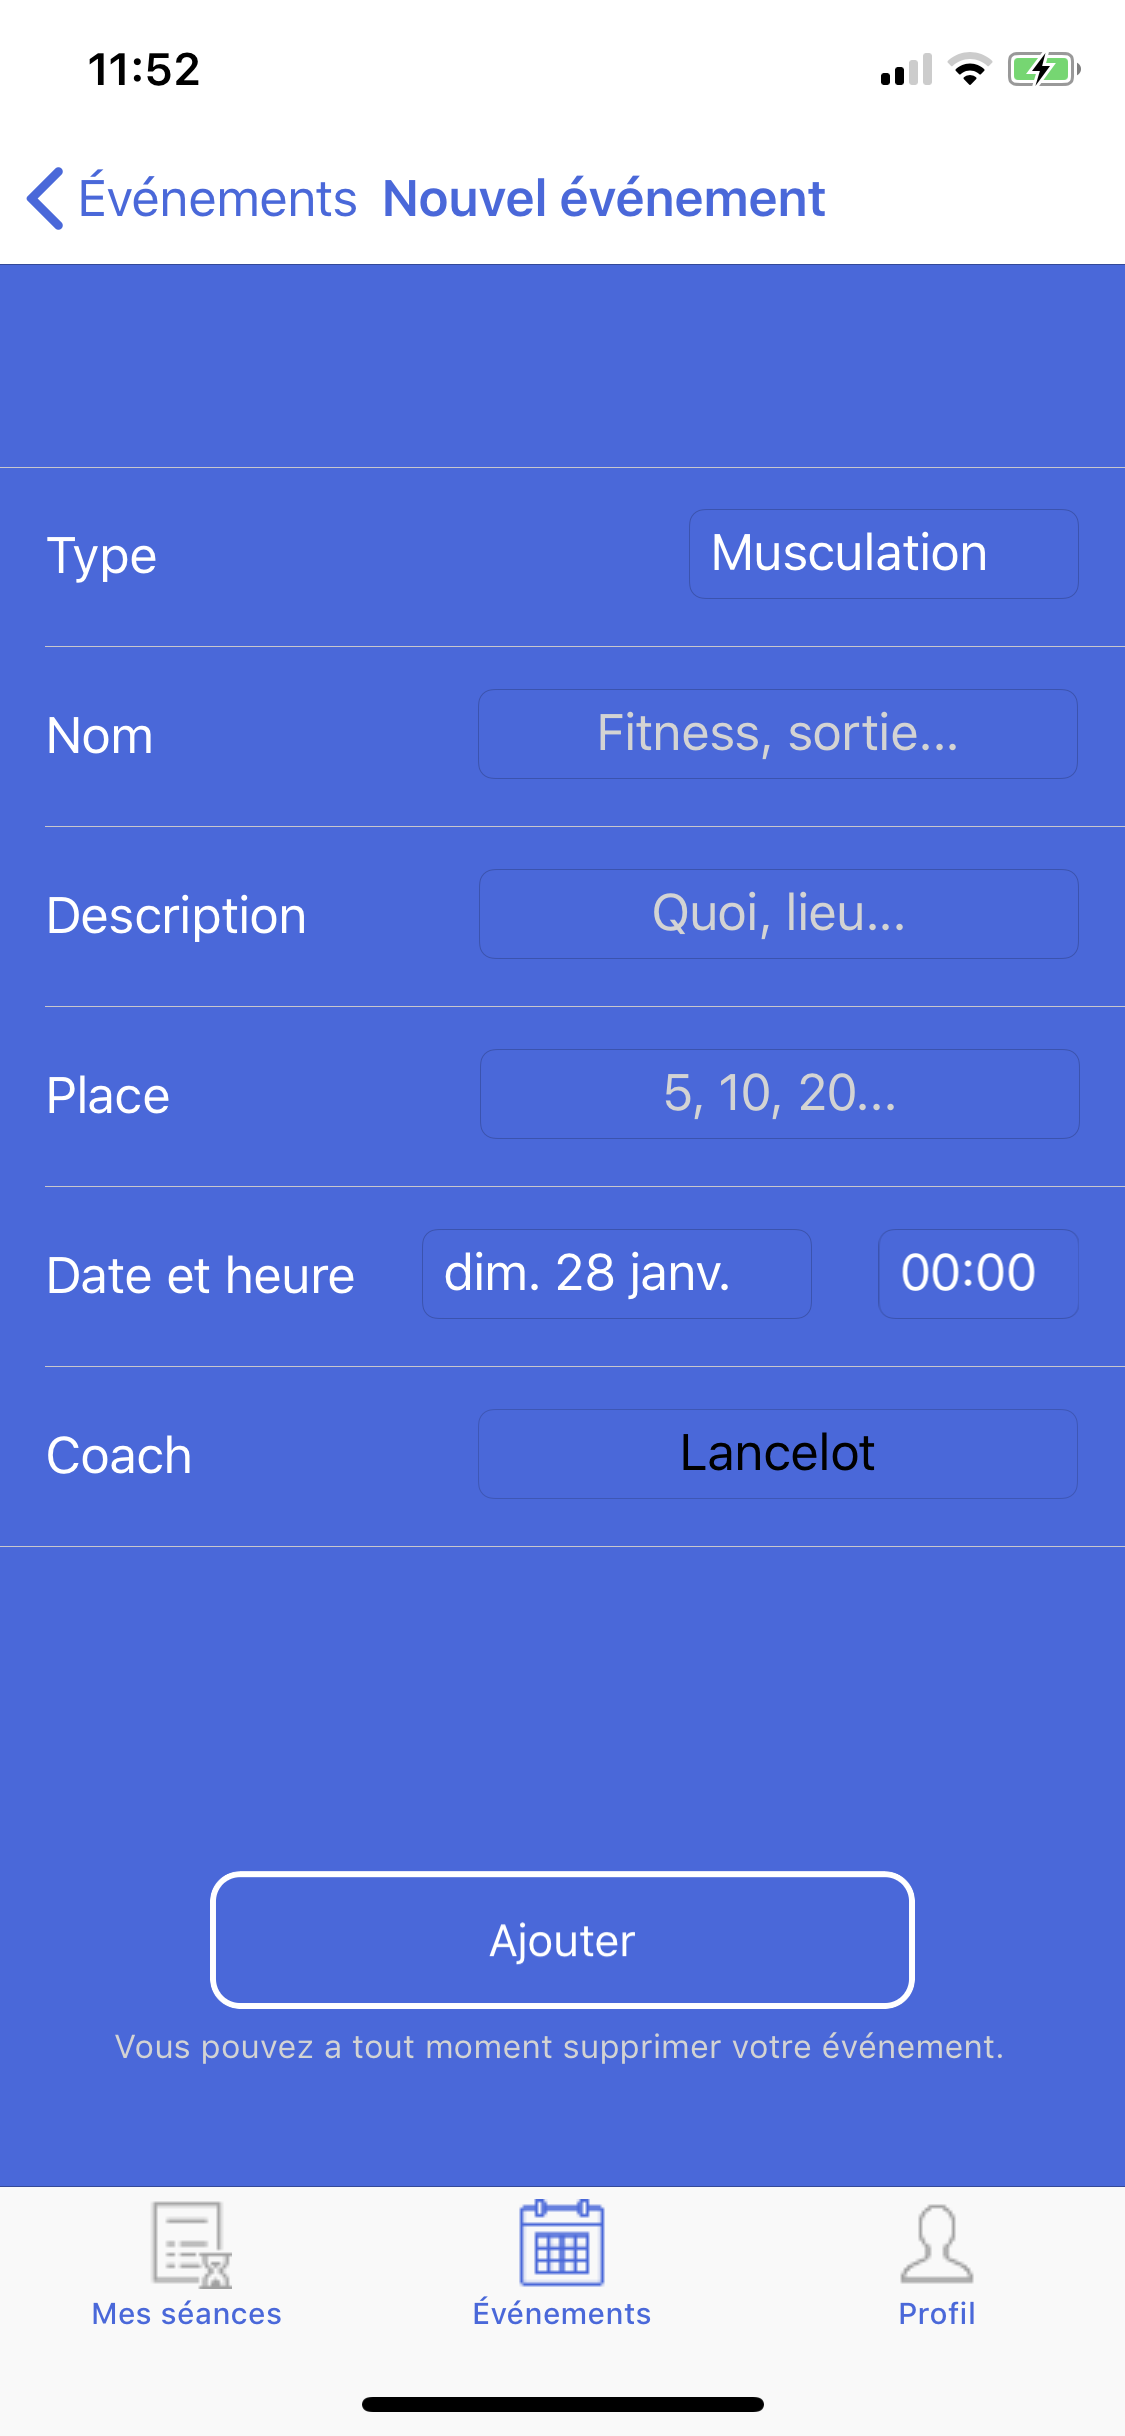 11:52
Événements Nouvel événement
Type Musculation
Nom Fitness, sortie...
Description Quoi, lieu...
Place 5, 10, 20...
Date et heure dim. 28 janv. 00:00
Coach Lancelot
Ajouter
Vous pouvez a tout moment supprimer votre événement.
Mes séances Événements Profil